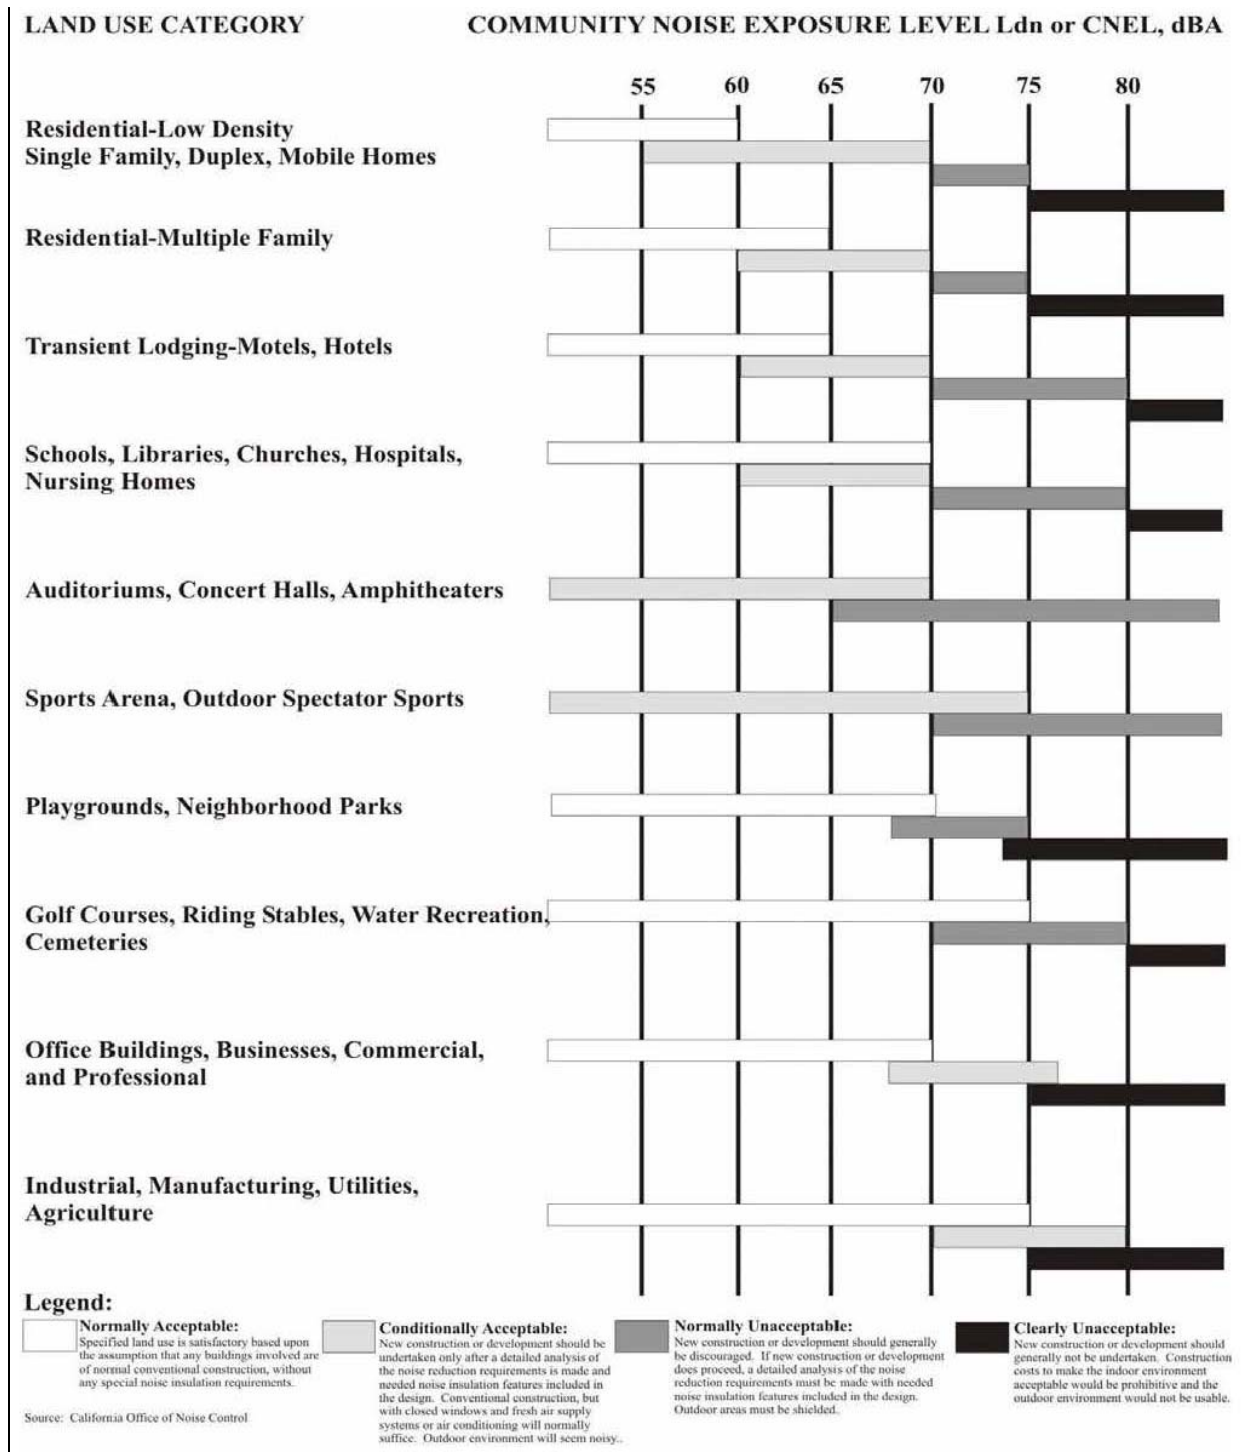 LAND USE CATEGORY
COMMUNITY NOISE EXPOSURE LEVEL Ldn or CNEL, dBA
55 60 65 70 75 80
Residential-Low Density
Single Family, Duplex, Mobile Homes
Residential-Multiple Family
Transient Lodging-Motels, Hotels
Schools, Libraries, Churches, Hospitals,
Nursing Homes
Auditoriums, Concert Halls, Amphitheaters
Sports Arena, Outdoor Spectator Sports
Playgrounds, Neighborhood Parks
Golf Courses, Riding Stables, Water Recreation,
Cemeteries
Office Buildings, Businesses, Commercial,
and Professional
Industrial, Manufacturing, Utilities,
Agriculture
Legend:
Normally Acceptable:
Specified land use is satisfactory based upon
the assumption that any buildings involved are
of normal conventional construction, without
any special noise insulation requirements.
Conditionally Acceptable:
New construction or development should be
undertaken only after a detailed analysis of
the noise reduction requirements is made and
needed noise insulation features included in
the design. Conventional construction, but
with closed windows and fresh air supply
systems or air conditioning will normally
suffice. Outdoor environment will seem noisy..
Normally Unacceptable:
New construction or development should generally
be discouraged. If new construction or development
does proceed, a detailed analysis of the noise
reduction requirements must be made with needed
noise insulation features included in the design.
Outdoor areas must be shielded.
Clearly Unacceptable:
New construction or development should
generally not be undertaken. Construction
costs to make the indoor environment
acceptable would be prohibitive and the
outdoor environment would not be usable.
Source: California Office of Noise Control